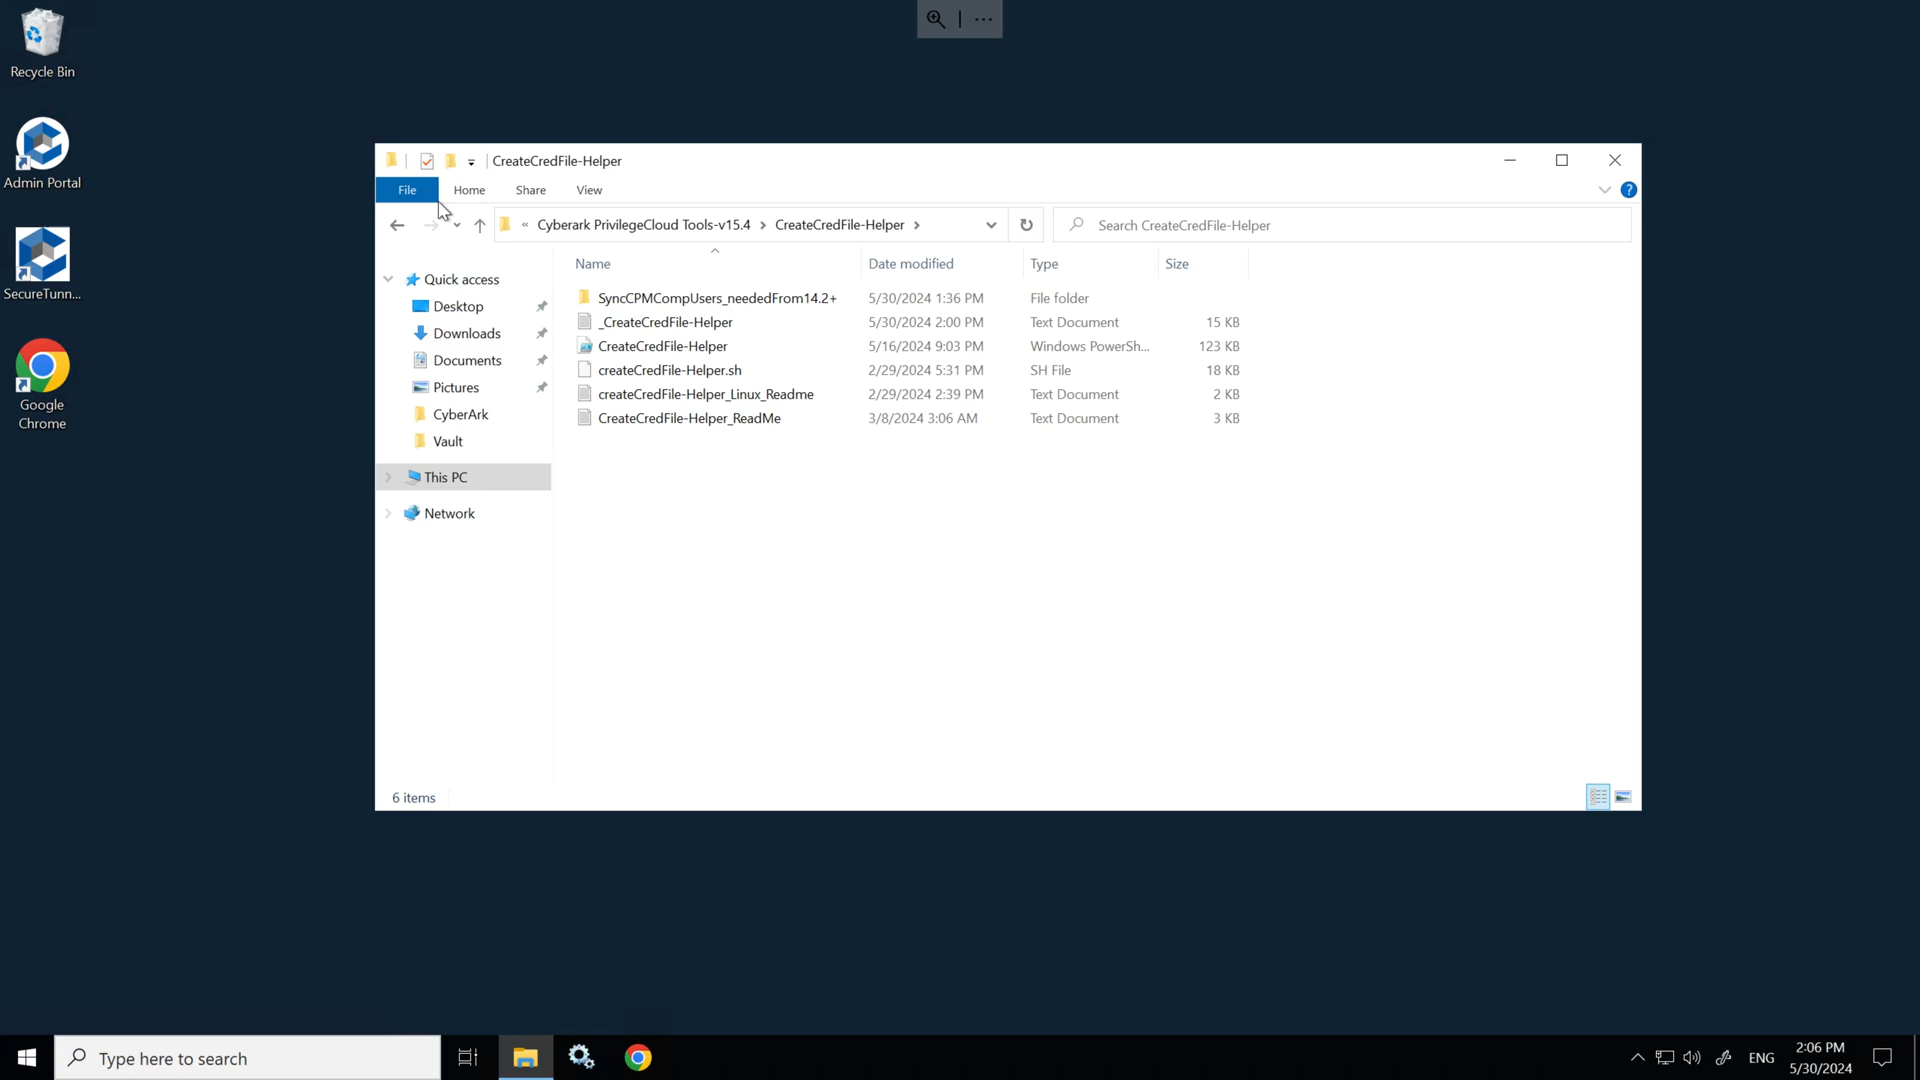 Recycle Bin
Admin Portal
SecureTunn...
Google
Chrome
CreateCredFile-Helper
File Home Share View
« Cyberark PrivilegeCloud Tools-v15.4 CreateCredFile-Helper
Search CreateCredFile-Helper
Name Date modified Type Size
Quick access
Desktop
Downloads
Documents
Pictures
CyberArk
Vault
This PC
Network
SyncCPMCompUsers_neededFrom14.2+ 5/30/2024 1:36 PM File folder
_CreateCredFile-Helper 5/30/2024 2:00 PM Text Document 15 KB
CreateCredFile-Helper 5/16/2024 9:03 PM Windows PowerSh... 123 KB
createCredFile-Helper.sh 2/29/2024 5:31 PM SH File 18 KB
createCredFile-Helper_Linux_Readme 2/29/2024 2:39 PM Text Document 2 KB
CreateCredFile-Helper_ReadMe 3/8/2024 3:06 AM Text Document 3 KB
6 items
Type here to search
ENG
2:06 PM
5/30/2024